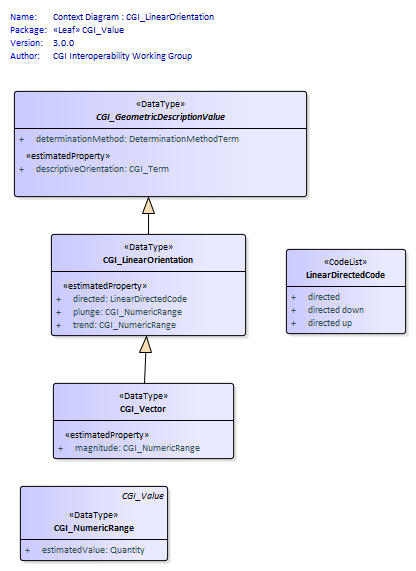 Name: Context Diagram : CGI_LinearOrientation
Package: «Leaf» CGI_Value
Version: 3.0.0
Author: CGI Interoperability Working Group
«DataType»
CGI_GeometricDescriptionValue
+ determinationMethod: DeterminationMethodTerm
«estimatedProperty»
+ descriptiveOrientation: CGI_Term
«DataType»
CGI_LinearOrientation
«estimatedProperty»
+ directed: LinearDirectedCode
+ plunge: CGI_NumericRange
+ trend: CGI_NumericRange
«CodeList»
LinearDirectedCode
+ directed
+ directed down
+ directed up
«DataType»
CGI_Vector
«estimatedProperty»
+ magnitude: CGI_NumericRange
CGI_Value
«DataType»
CGI_NumericRange
+ estimatedValue: Quantity